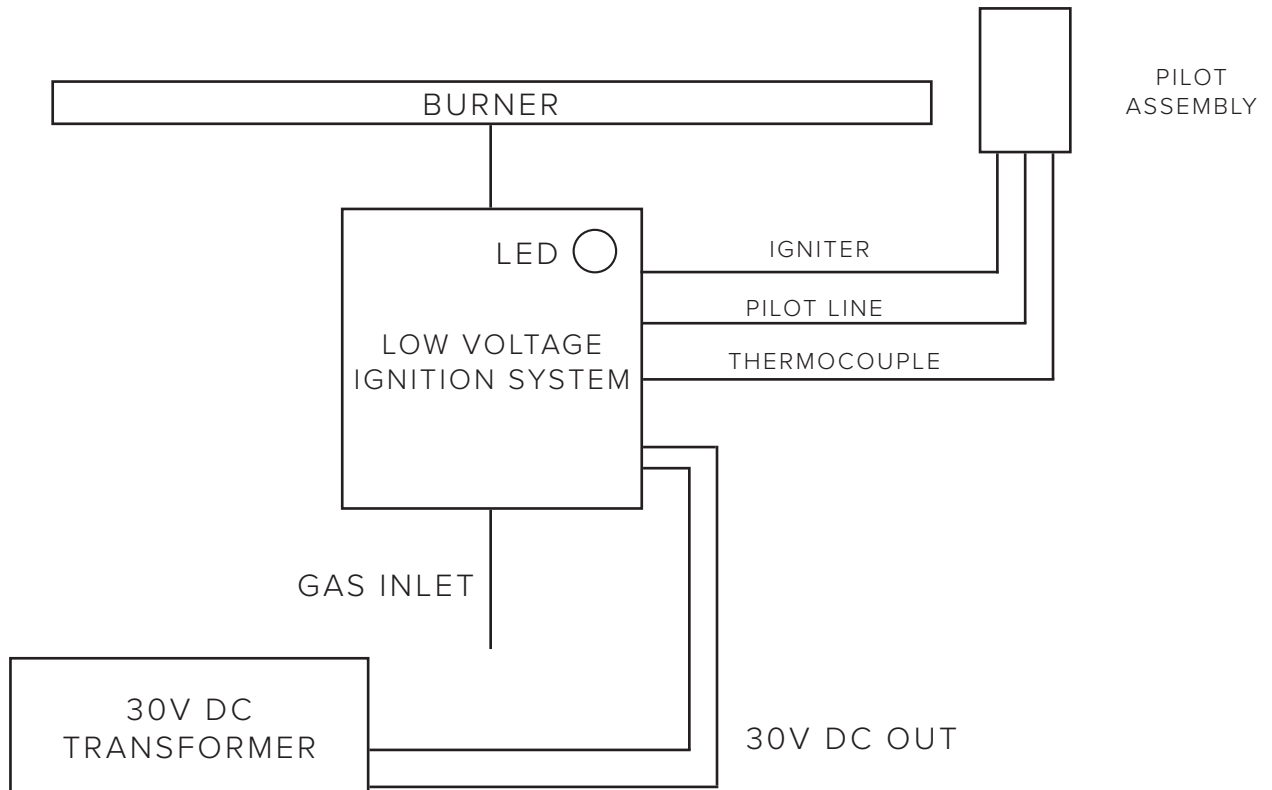 BURNER
PILOT
ASSEMBLY
LED
IGNITER
PILOT LINE
LOW VOLTAGE
IGNITION SYSTEM
THERMOCOUPLE
GAS INLET
30V DC
TRANSFORMER
30V DC OUT